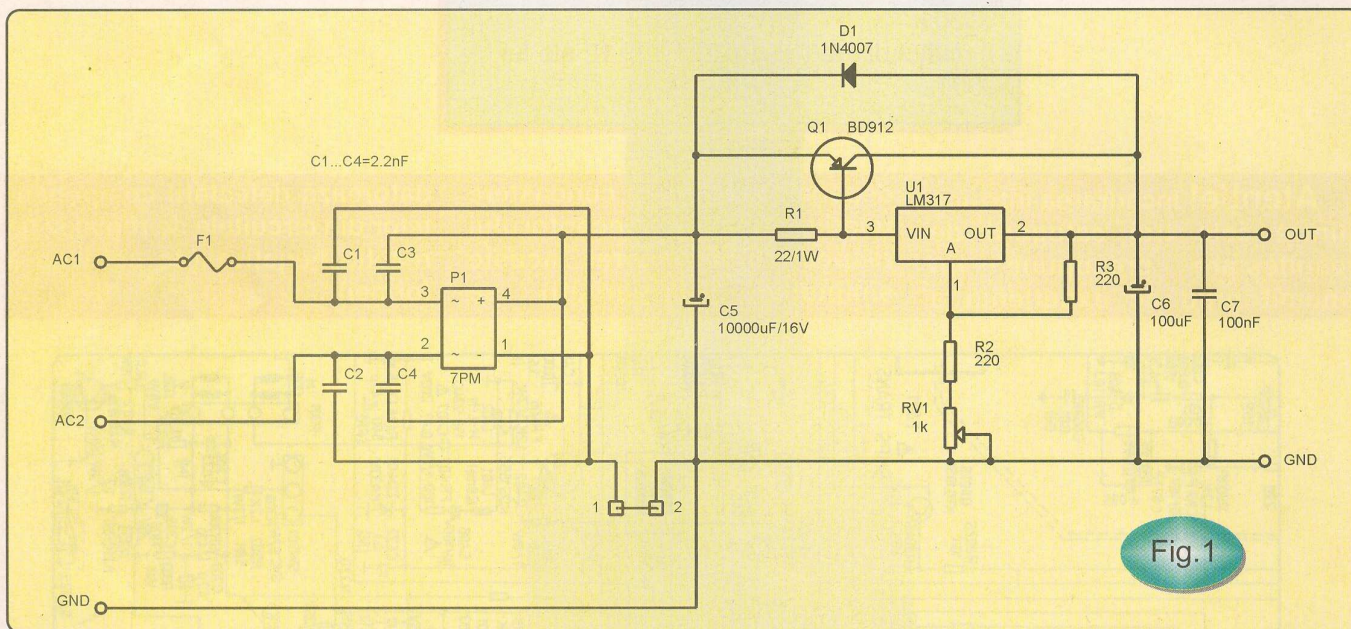 D1
1N4007
Q1 BD912
C1...C4=2.2nF
U1
LM317
R1
22/1W
3
VIN
OUT
A
2
1
OUT
F1
AC1
C1
C3
P1
3
~
+
4
2
~
-
1
7PM
C2
C4
AC2
C5
10000uF/16V
R3
220
C6
100uF
C7
100nF
R2
220
RV1
1k
GND
1
2
Fig.1
GND